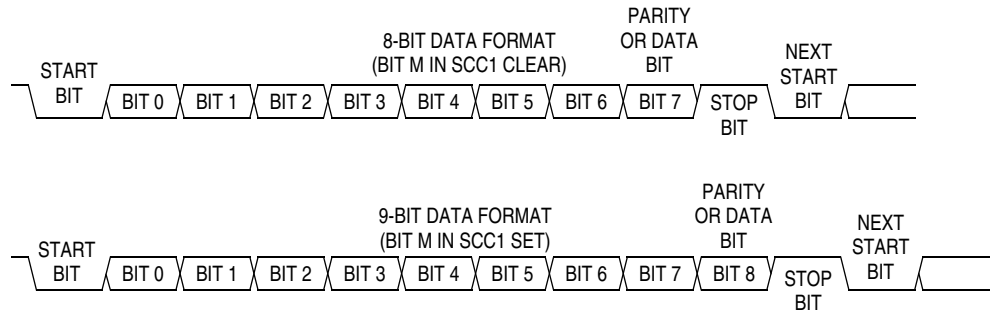 8-BIT DATA FORMAT
(BIT M IN SCC1 CLEAR)
PARITY
OR DATA
BIT
START
BIT
BIT 0 BIT 1 BIT 2 BIT 3 BIT 4 BIT 5 BIT 6 BIT 7
STOP
BIT
NEXT
START
BIT
9-BIT DATA FORMAT
(BIT M IN SCC1 SET)
PARITY
OR DATA
BIT
START
BIT
BIT 0 BIT 1 BIT 2 BIT 3 BIT 4 BIT 5 BIT 6 BIT 7 BIT 8
STOP
BIT
NEXT
START
BIT